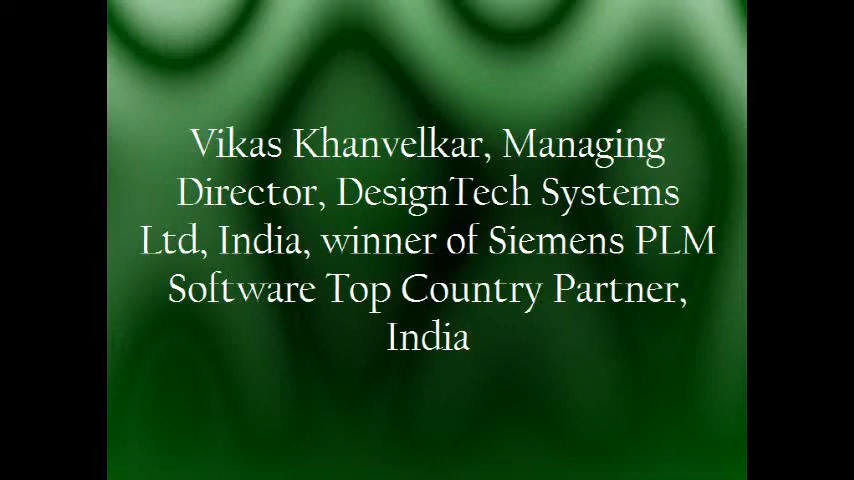 Vikas Khanvelkar, Managing
Director, DesignTech Systems
Ltd, India, winner of Siemens PLM
Software Top Country Partner,
India